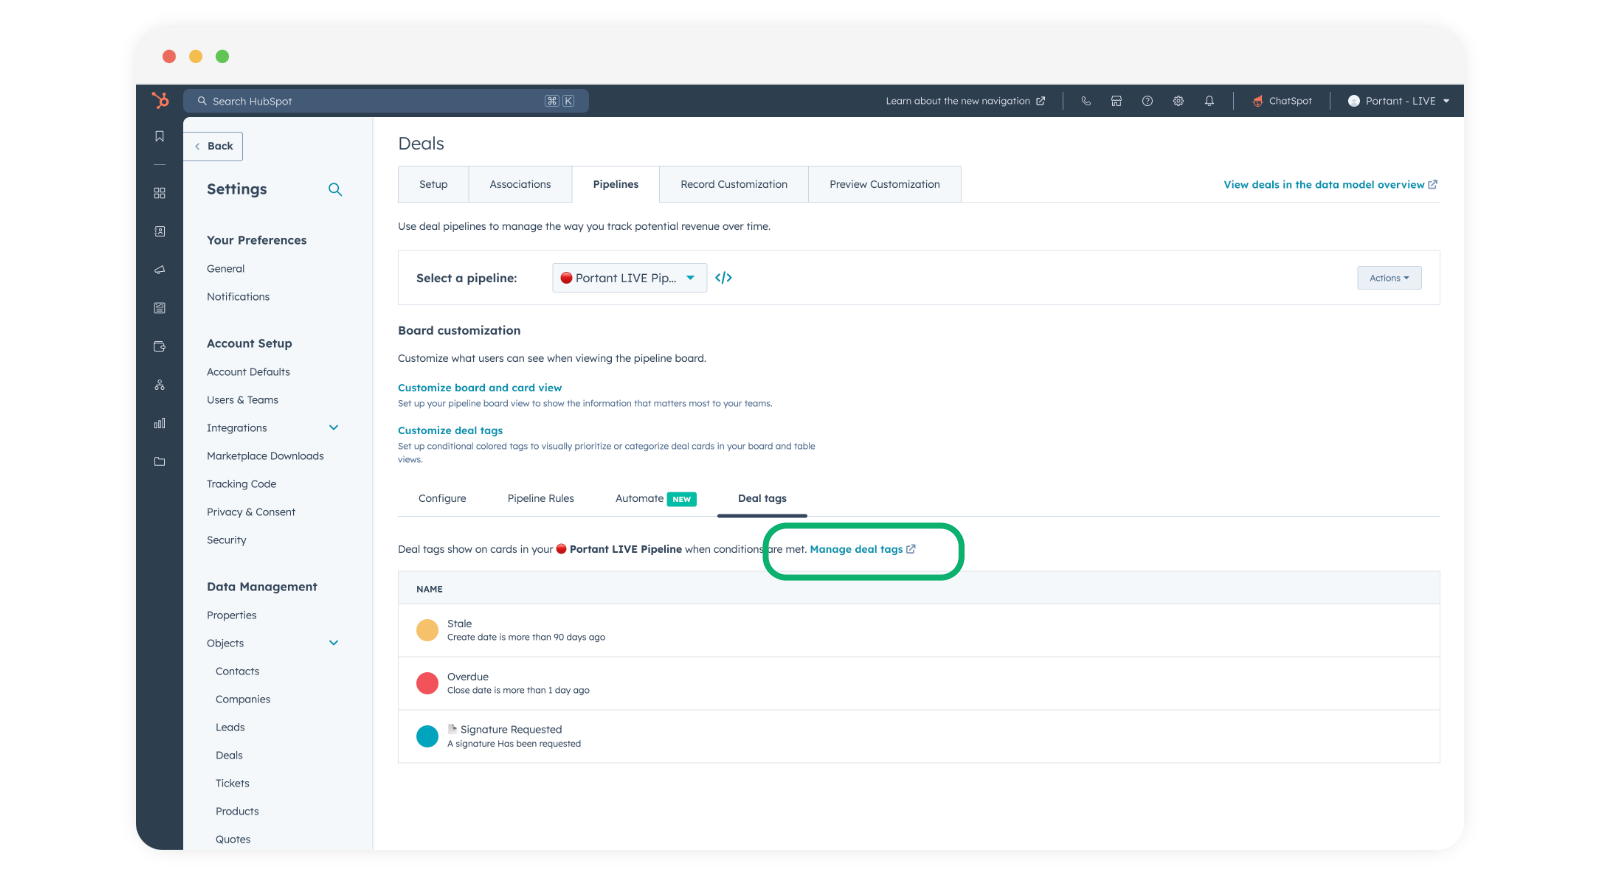 Search HubSpot ⌘ K
Learn about the new navigation
ChatSpot
Portant - LIVE
Back
Settings
Your Preferences
General
Notifications
Account Setup
Account Defaults
Users & Teams
Integrations
Marketplace Downloads
Tracking Code
Privacy & Consent
Security
Data Management
Properties
Objects
Contacts
Companies
Leads
Deals
Tickets
Products
Quotes
Deals
Setup
Associations
Pipelines
Record Customization
Preview Customization
View deals in the data model overview
Use deal pipelines to manage the way you track potential revenue over time.
Select a pipeline:
Portant LIVE Pip...
</>
Actions
Board customization
Customize what users can see when viewing the pipeline board.
Customize board and card view
Set up your pipeline board view to show the information that matters most to your teams.
Customize deal tags
Set up conditional colored tags to visually prioritize or categorize deal cards in your board and table
views.
Configure
Pipeline Rules
Automate NEW
Deal tags
Deal tags show on cards in your Portant LIVE Pipeline when conditions are met. Manage deal tags
NAME
Stale
Create date is more than 90 days ago
Overdue
Close date is more than 1 day ago
Signature Requested
A signature Has been requested